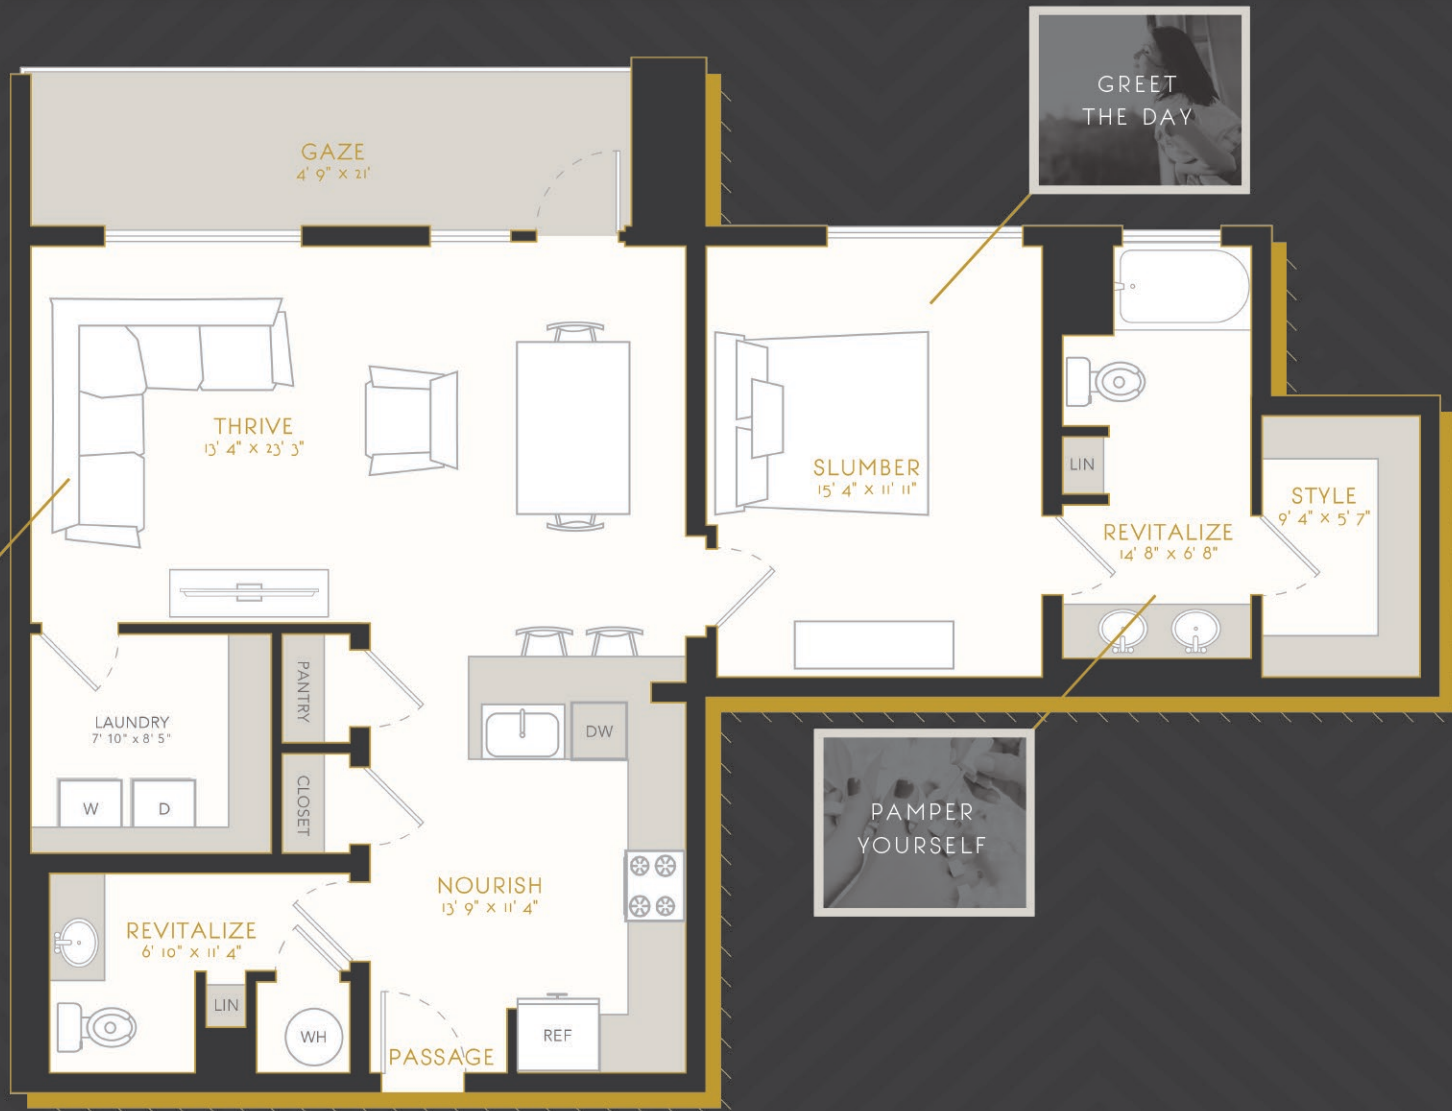 GREET
THE DAY
GAZE
4' 9" X 21'
THRIVE
13' 4" X 23' 3"
SLUMBER
15' 4" X 11' 11"
LIN
STYLE
9' 4" X 5' 7"
REVITALIZE
14' 8" X 6' 8"
PANTRY
LAUNDRY
7' 10" x 8' 5"
DW
W
D
CLOSET
PAMPER
YOURSELF
NOURISH
13' 9" X 11' 4"
REVITALIZE
6' 10" X 11' 4"
LIN
WH
REF
PASSAGE